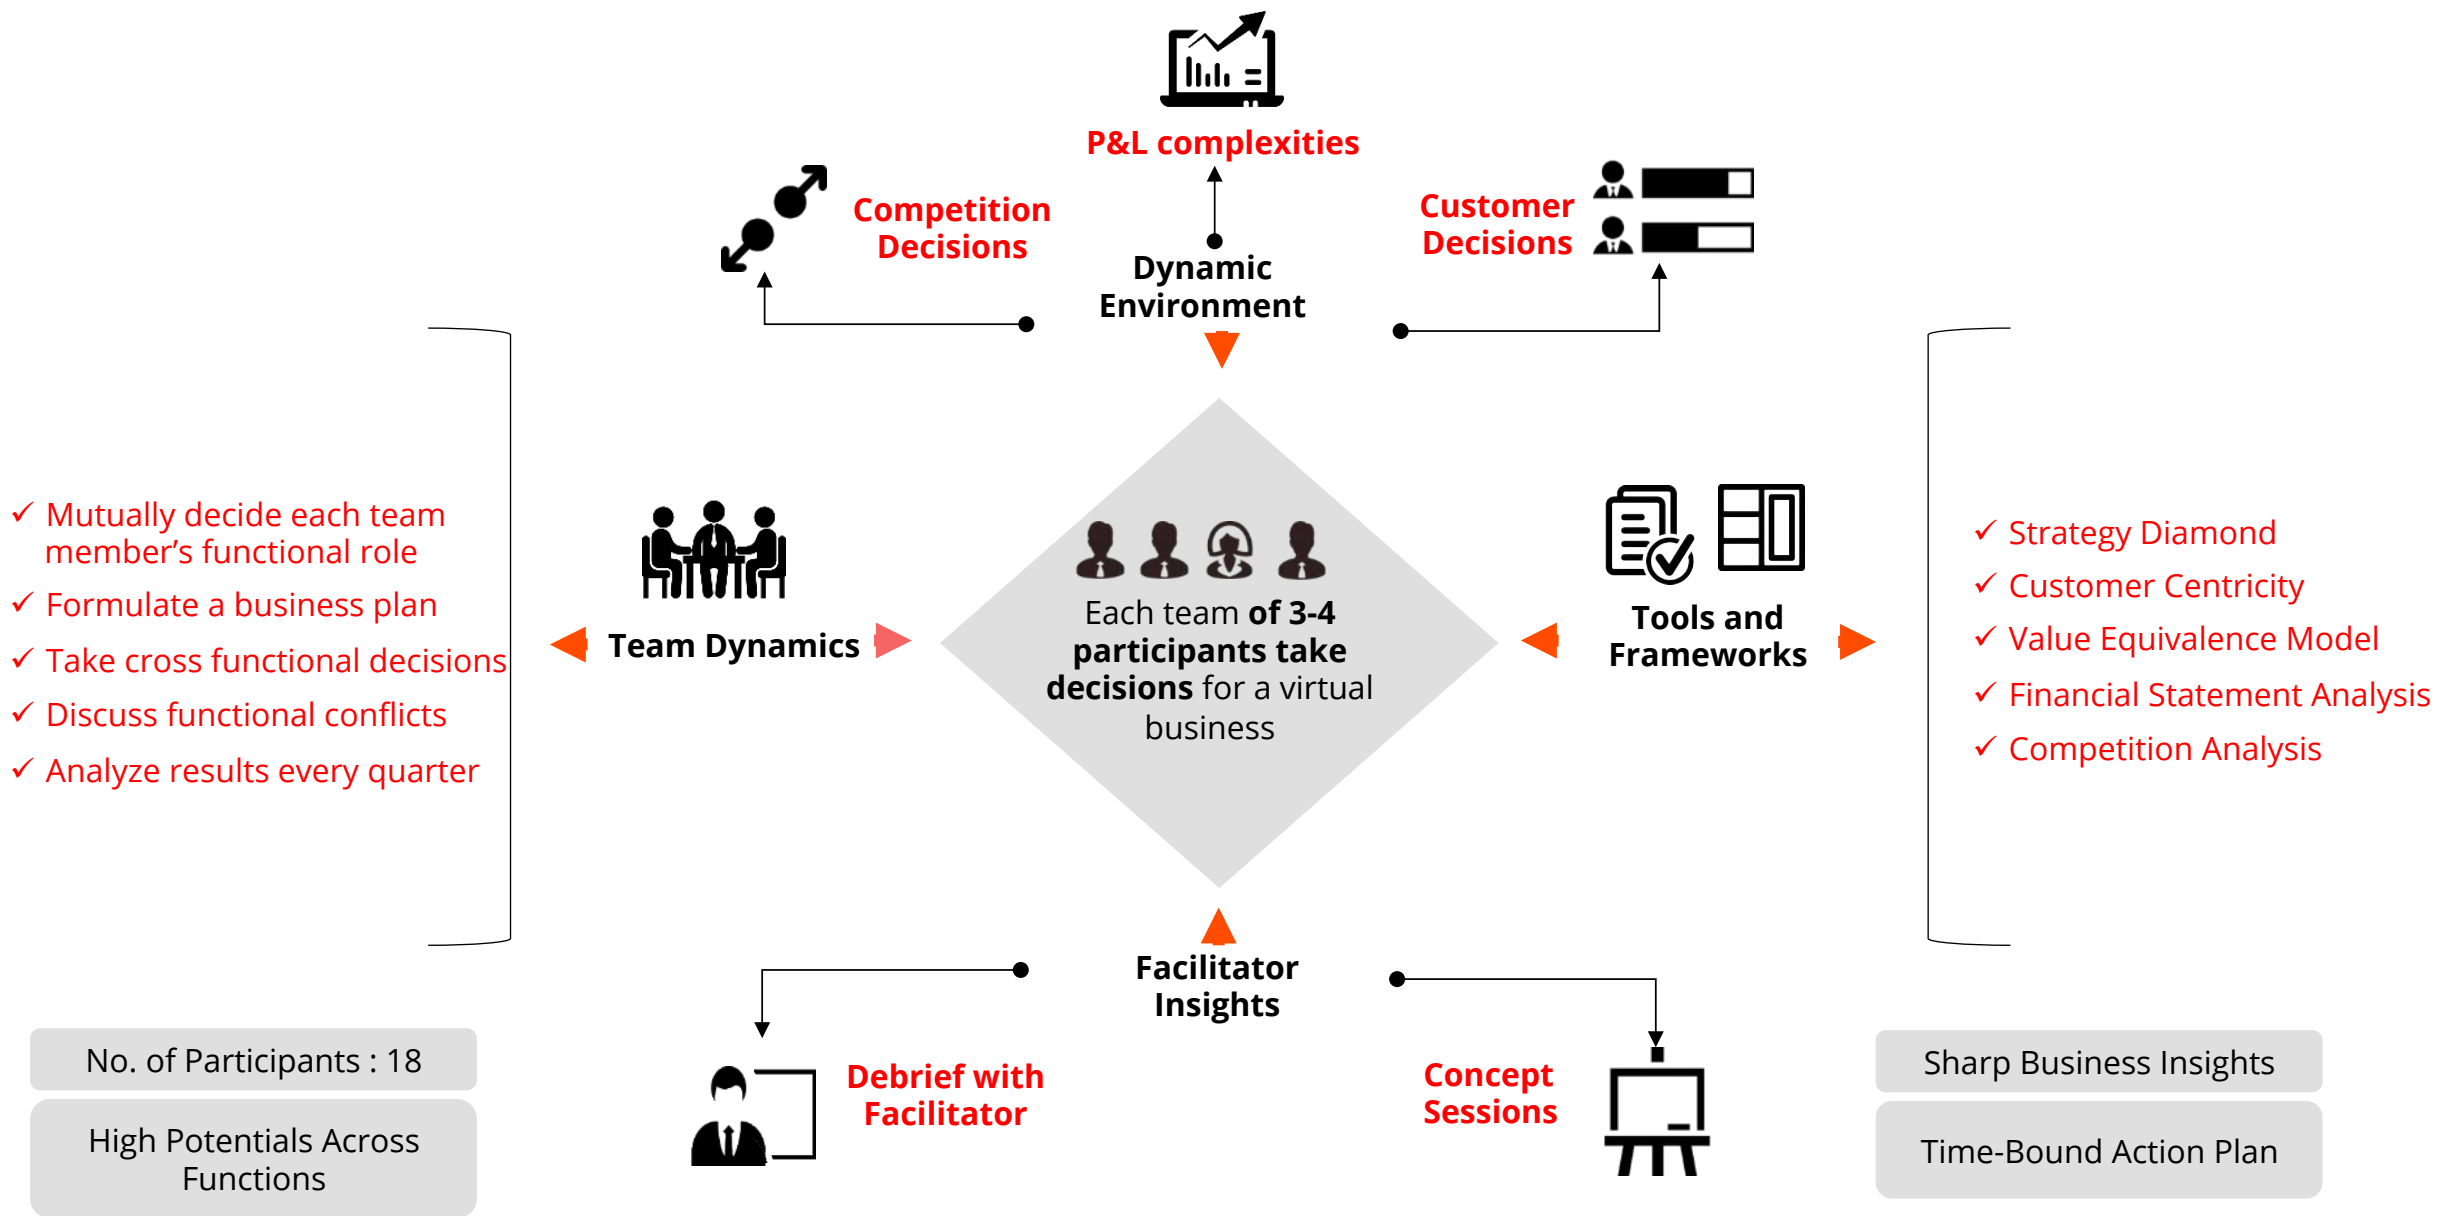 P&L complexities
Competition
Decisions
Customer
Decisions
Dynamic
Environment
✓ Mutually decide each team
member’s functional role
✓ Formulate a business plan
✓ Take cross functional decisions
✓ Discuss functional conflicts
✓ Analyze results every quarter
Team Dynamics
Each team of 3-4
participants take
decisions for a virtual
business
Tools and
Frameworks
✓ Strategy Diamond
✓ Customer Centricity
✓ Value Equivalence Model
✓ Financial Statement Analysis
✓ Competition Analysis
Facilitator
Insights
Debrief with
Facilitator
Concept
Sessions
No. of Participants : 18
High Potentials Across
Functions
Sharp Business Insights
Time-Bound Action Plan